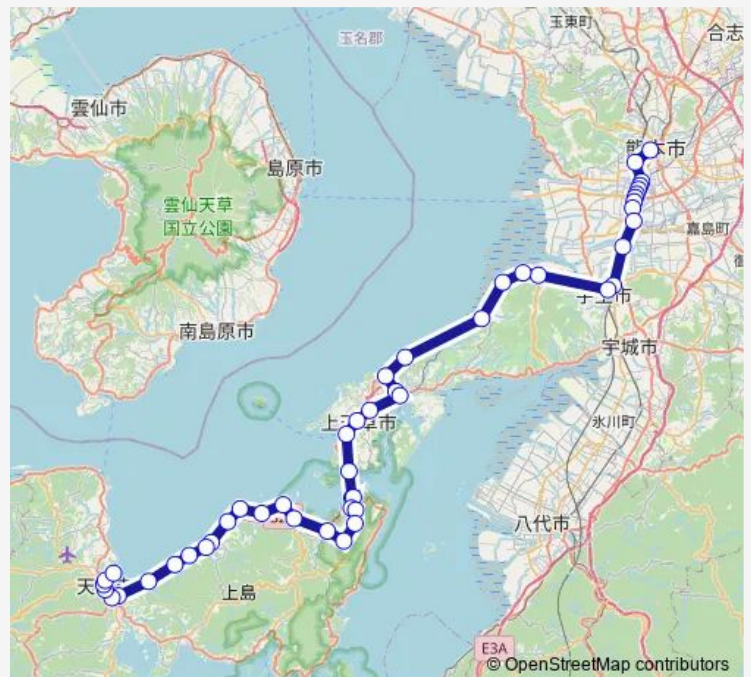 玉東町
合志
玉名郡
雲仙市
熊本市
島原市
雲仙天草
国立公園
嘉島町
宇土市
南島原市
宇城市
上天草市
氷川町
八代市
天草
上島
E3A
© OpenStreetMap contributors